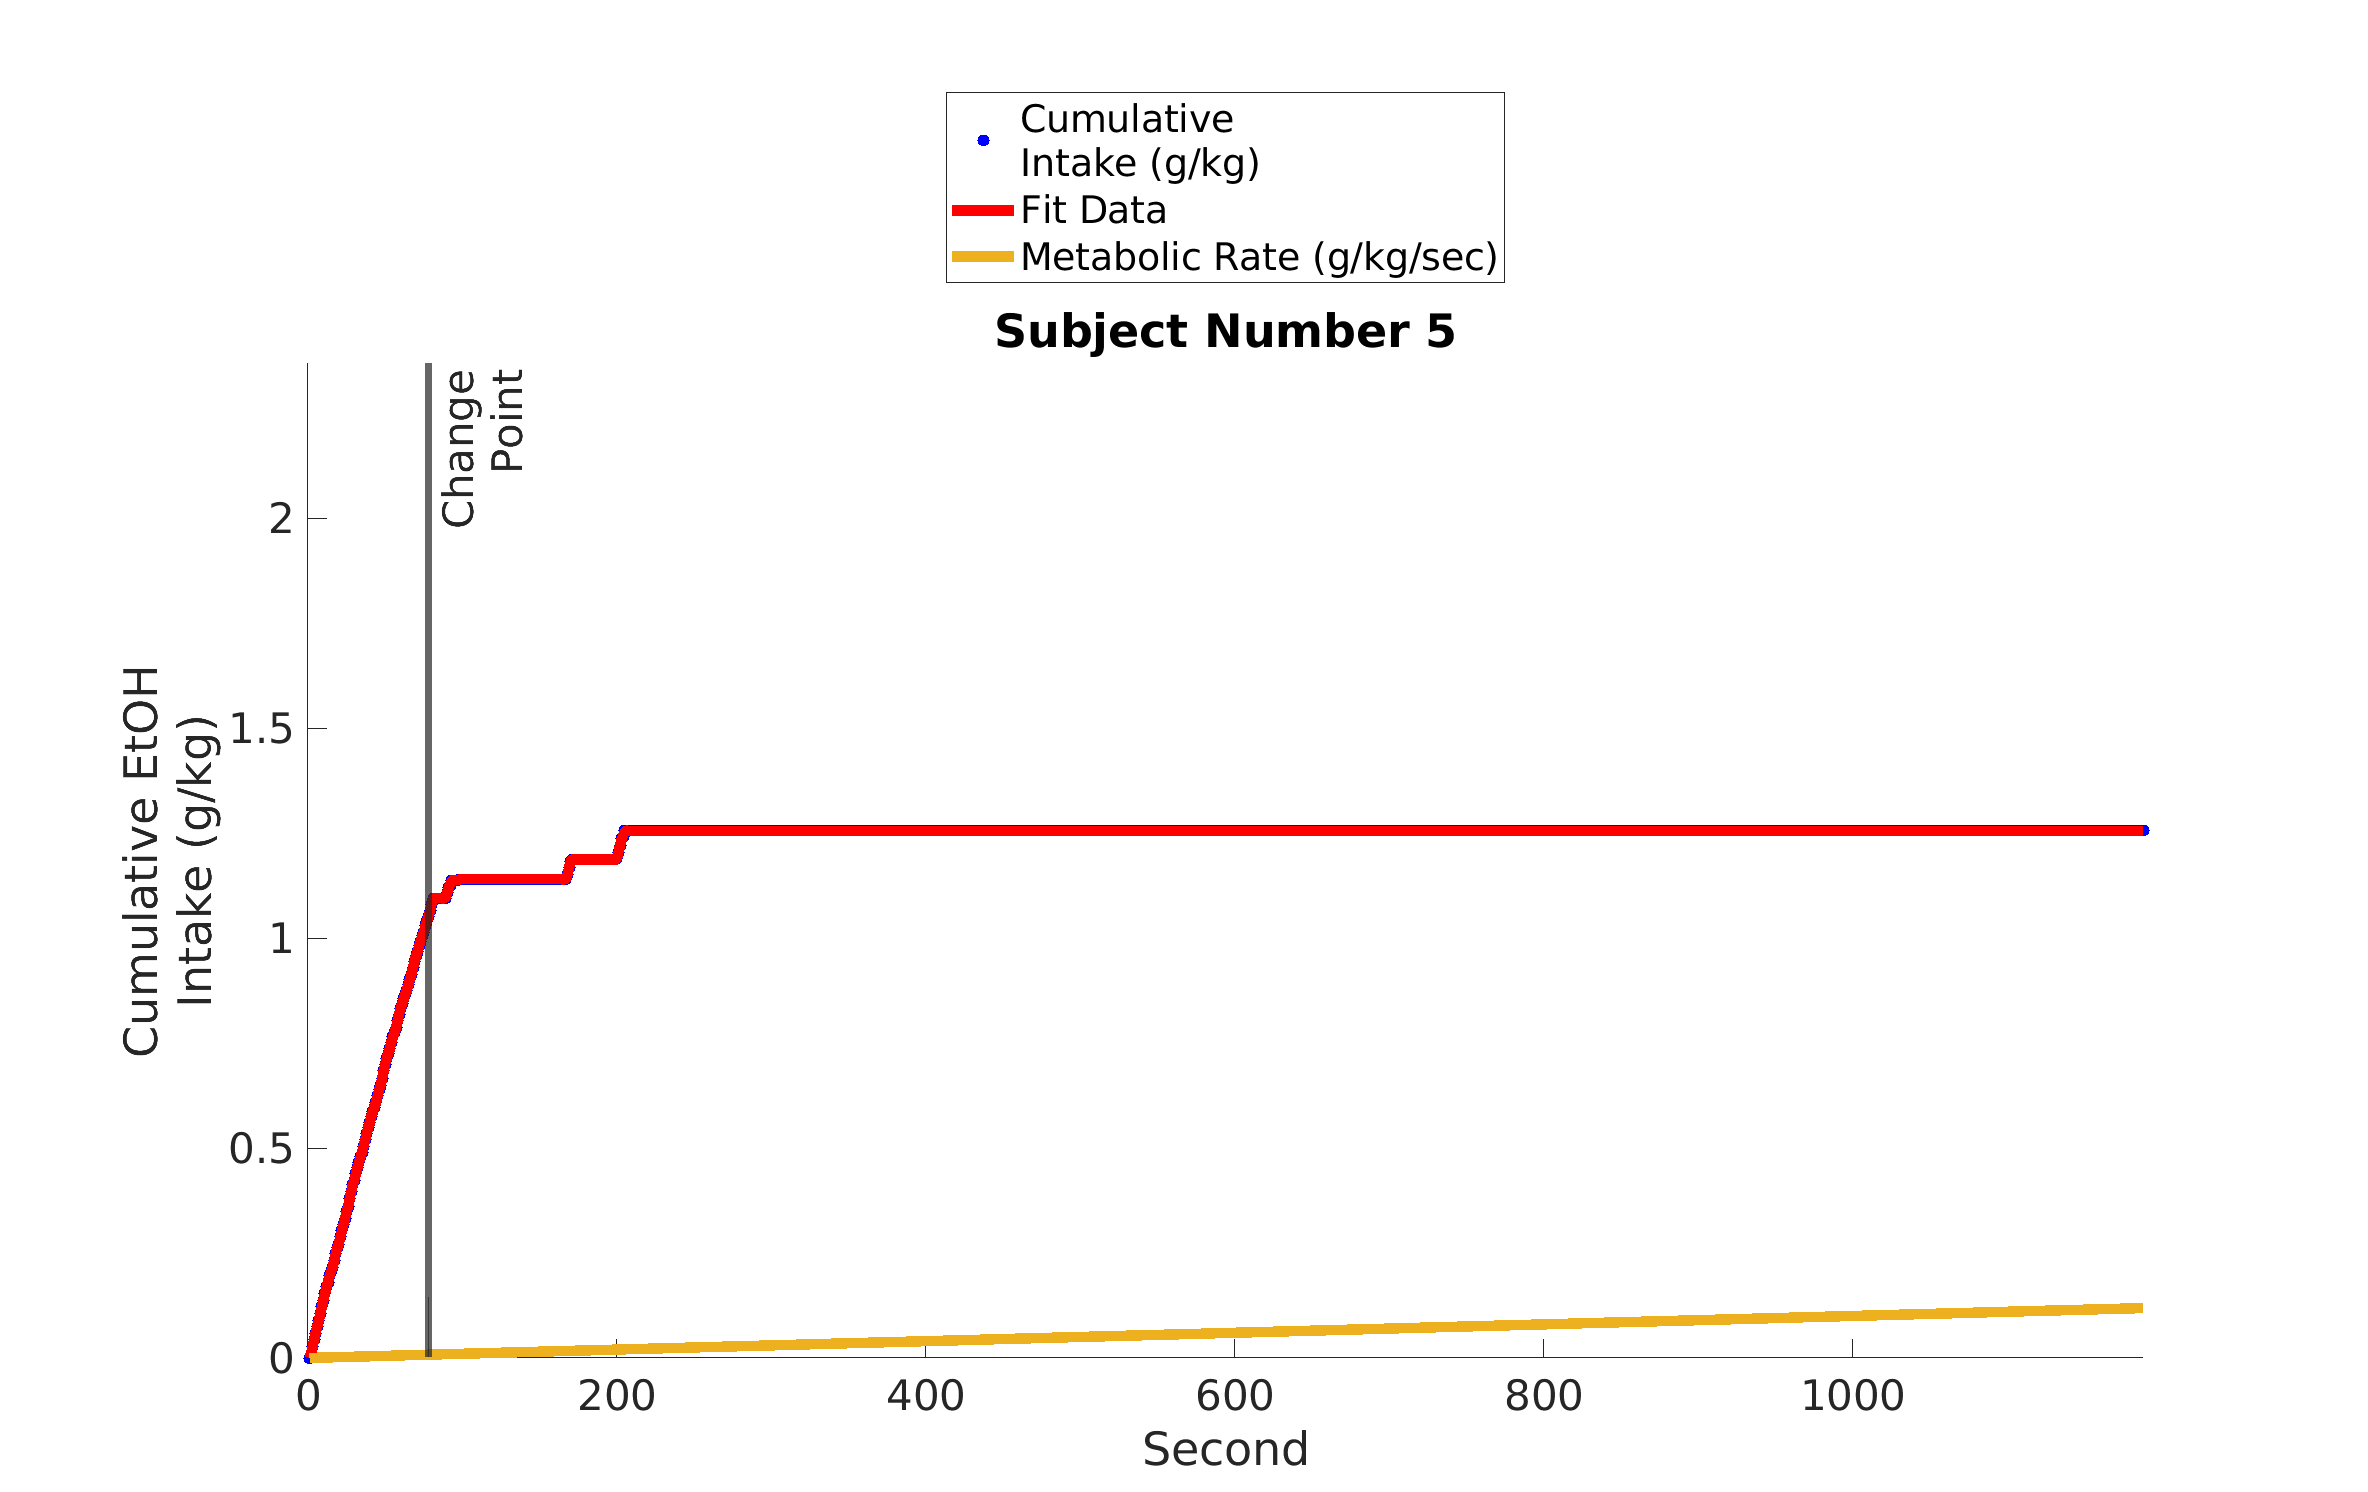 Cumulative
Intake (g/kg)
Fit Data
Metabolic Rate (g/kg/sec)
Subject Number 5
Change
Point
Cumulative EtOH
Intake (g/kg)
2
1.5
1
0.5
0
0 200 400 600 800 1000
Second